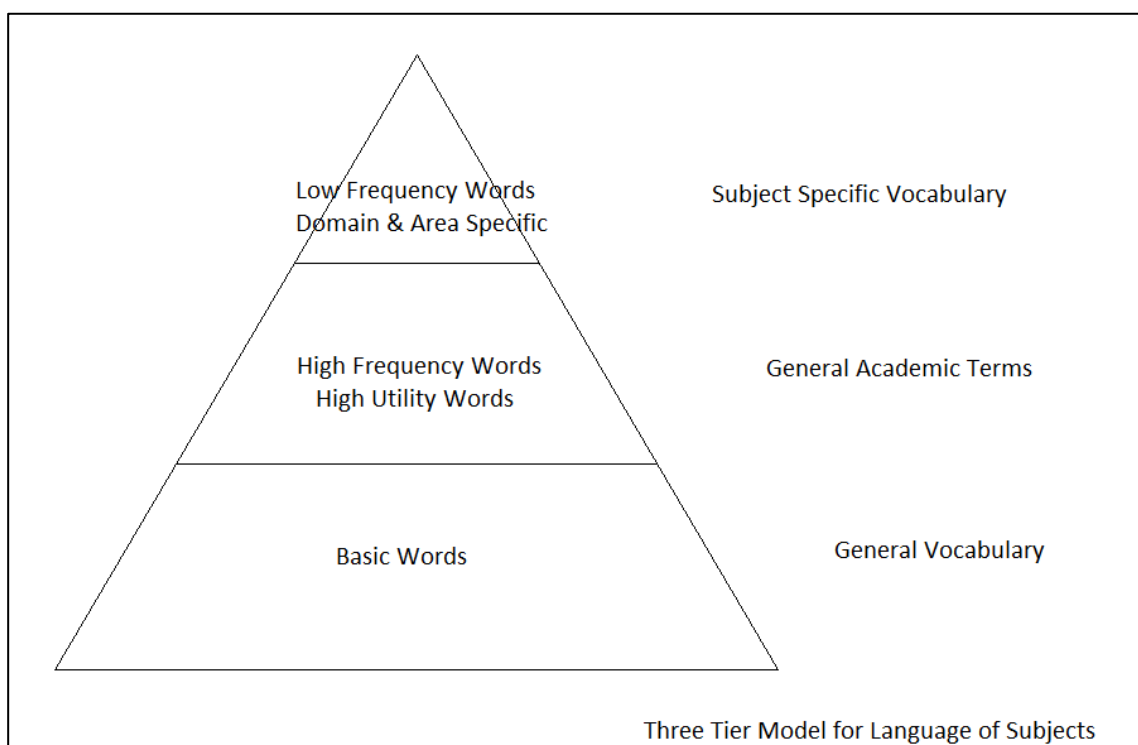 Low Frequency Words
Domain & Area Specific
Subject Specific Vocabulary
High Frequency Words
High Utility Words
General Academic Terms
Basic Words
General Vocabulary
Three Tier Model for Language of Subjects